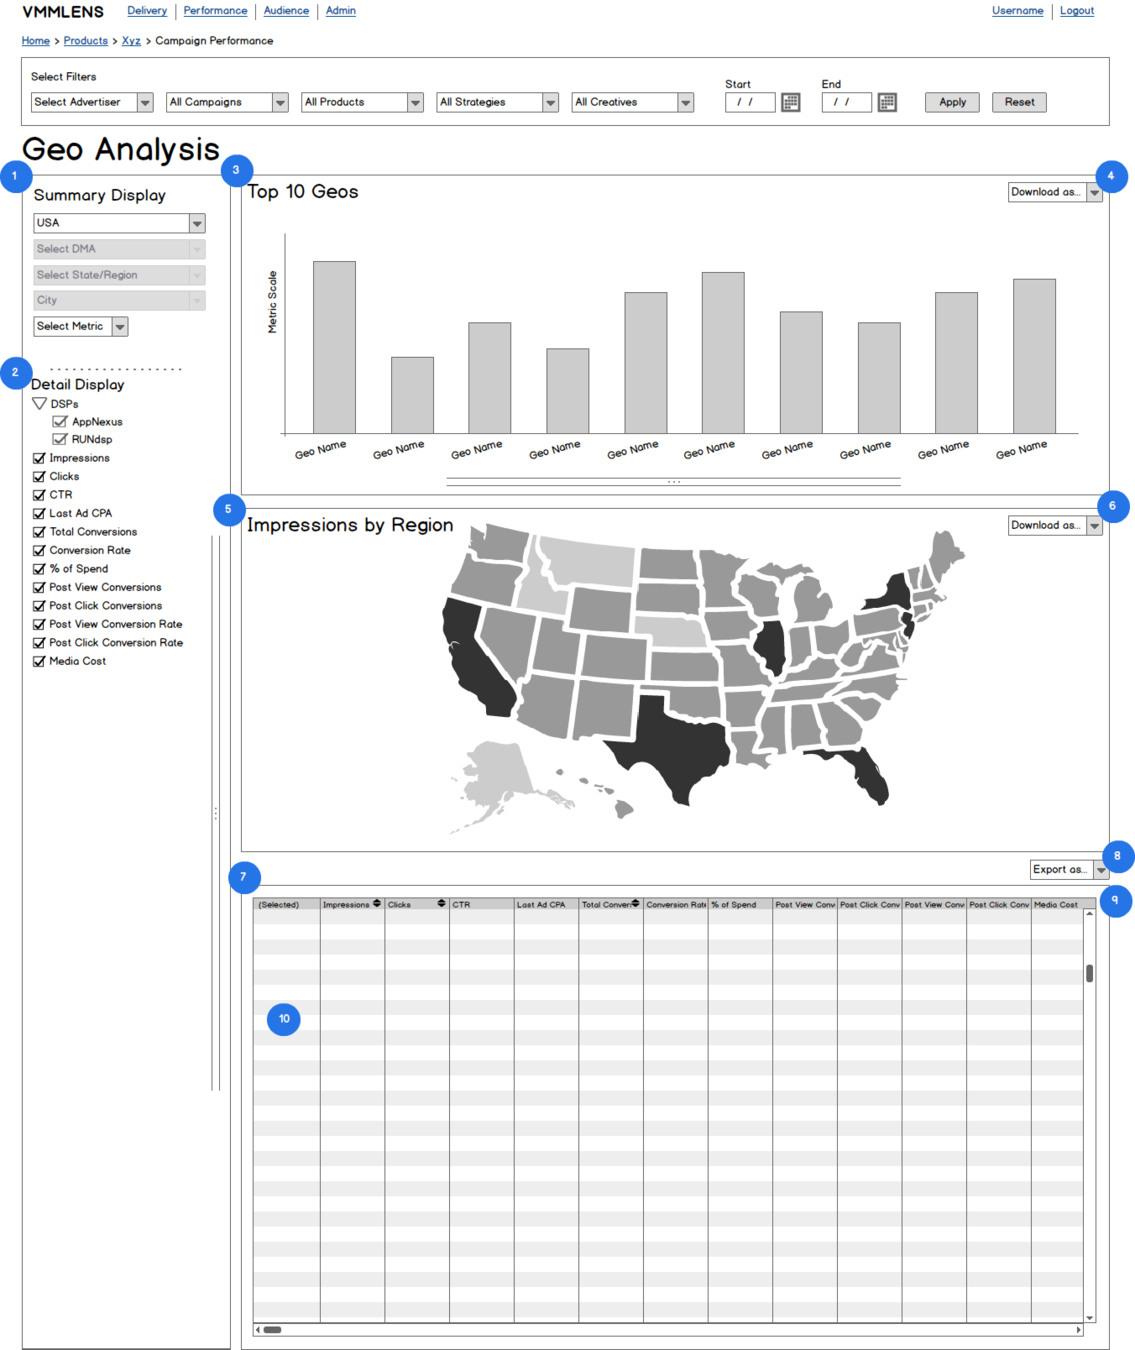 VMMLENS Delivery Performance Audience Admin Username Logout
Home > Products > Xyz > Campaign Performance
Select Filters
Start End
Select Advertiser All Campaigns All Products All Strategies All Creatives / / / / Apply Reset
Geo Analysis
1
Summary Display
USA
Select DMA
Select State/Region
City
Select Metric
2
Detail Display
DSPs
AppNexus
RUNdsp
Impressions
Clicks
CTR
Last Ad CPA
Total Conversions
Conversion Rate
% of Spend
Post View Conversions
Post Click Conversions
Post View Conversion Rate
Post Click Conversion Rate
Media Cost
3
Top 10 Geos
4
Download as...
Metric Scale
Geo Name Geo Name Geo Name Geo Name Geo Name Geo Name Geo Name Geo Name Geo Name Geo Name
5
Impressions by Region
6
Download as...
7
8
Export as...
9
(Selected) Impressions Clicks CTR Last Ad CPA Total Conver Conversion Rat % of Spend Post View Conv Post Click Conv Post View Conv Post Click Conv Media Cost
10